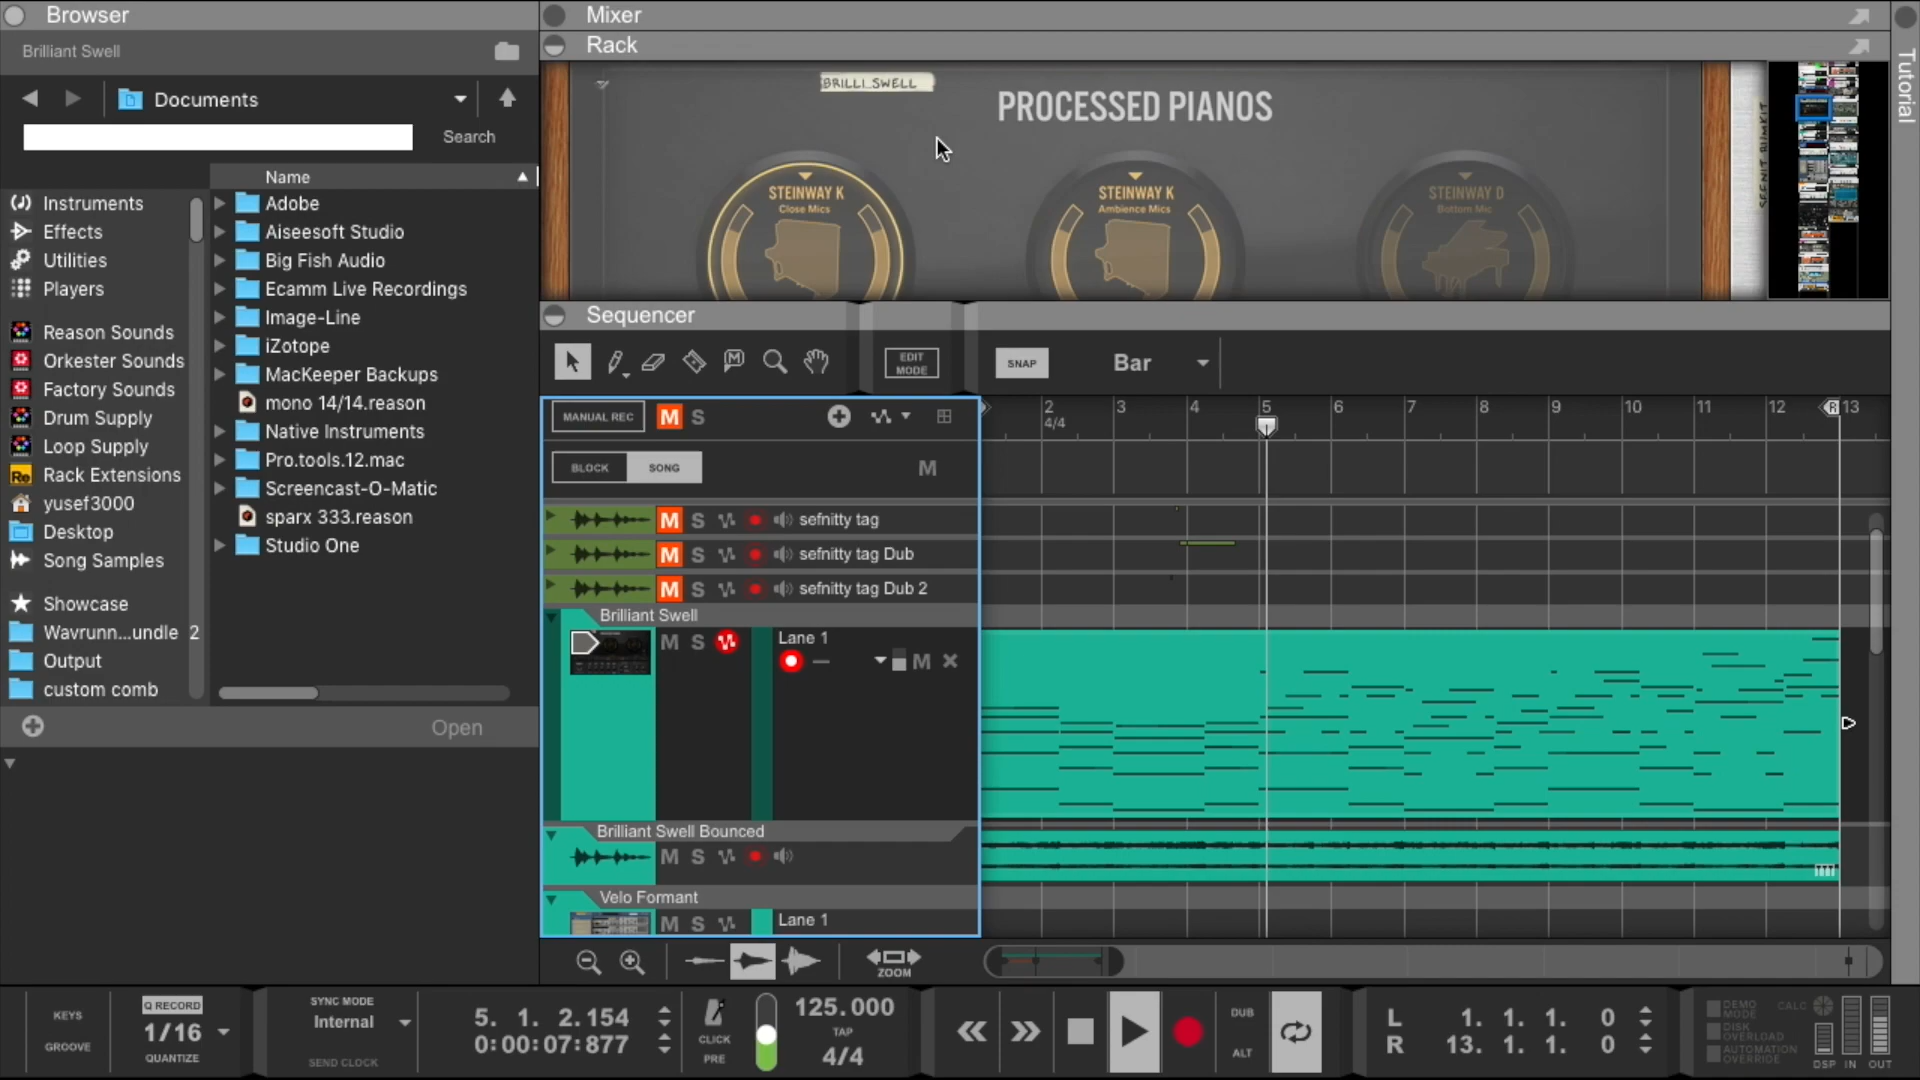 Browser
Brilliant Swell
Documents
Search
Name
Instruments
Effects
Utilities
Players
Reason Sounds
Orkester Sounds
Factory Sounds
Drum Supply
Loop Supply
Re Rack Extensions
yusef3000
Desktop
Song Samples
Showcase
Wavrunn...undle 2
Output
custom comb
Adobe
Aiseesoft Studio
Big Fish Audio
Ecamm Live Recordings
Image-Line
iZotope
MacKeeper Backups
mono 14/14.reason
Native Instruments
Pro.tools.12.mac
Screencast-O-Matic
sparx 333.reason
Studio One
Open
Mixer
Rack
BRILLI_SWELL
PROCESSED PIANOS
STEINWAY K
Close Mics
STEINWAY K
Ambience Mics
STEINWAY D
Bottom Mic
Tutorial
Sequencer
EDIT MODE
SNAP
Bar
MANUAL REC
M S
BLOCK SONG
M
2 3 4 5 6 7 8 9 10 11 12 R 13
4/4
M S sefnitty tag
M S sefnitty tag Dub
M S sefnitty tag Dub 2
Brilliant Swell
M S
Lane 1
M
Brilliant Swell Bounced
M S
Velo Formant
M S
Lane 1
ZOOM
KEYS
GROOVE
Q RECORD
1/16
QUANTIZE
SYNC MODE
Internal
SEND CLOCK
5. 1. 2.154
0:00:07:877
CLICK
PRE
125.000
TAP
4/4
DUB
ALT
L 1. 1. 1. 0
R 13. 1. 1. 0
DEMO MODE
DISK OVERLOAD
AUTOMATION OVERRIDE
CALC
DSP IN OUT